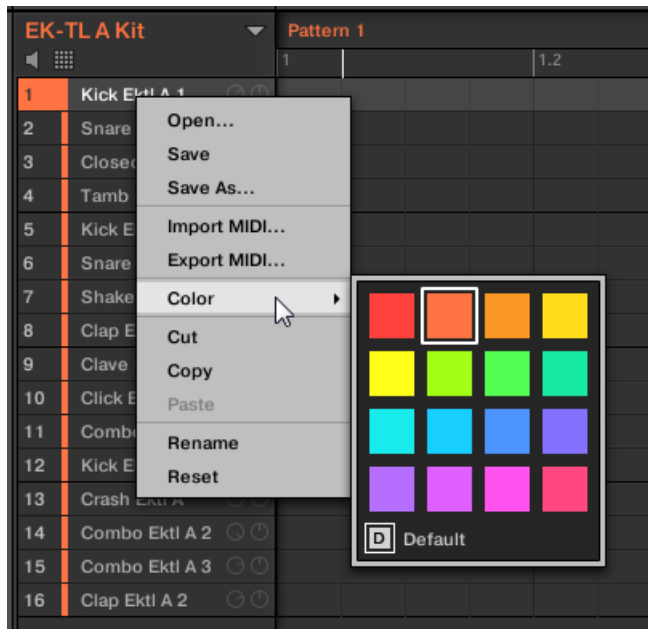 EK-TL A Kit
Pattern 1
1
1.2
1 Kick Ektl A 1
2 Snare
3 Closed
4 Tamb
5 Kick E
6 Snare
7 Shake
8 Clap E
9 Clave
10 Click E
11 Combo
12 Kick E
13 Crash Ektl A
14 Combo Ektl A 2
15 Combo Ektl A 3
16 Clap Ektl A 2
Open...
Save
Save As...
Import MIDI...
Export MIDI...
Color
Cut
Copy
Paste
Rename
Reset
D Default